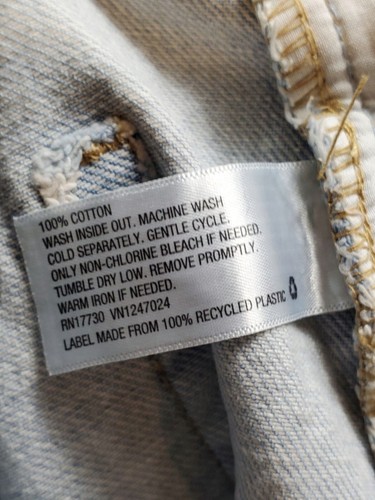 100% COTTON
WASH INSIDE OUT. MACHINE WASH
COLD SEPARATELY. GENTLE CYCLE.
ONLY NON-CHLORINE BLEACH IF NEEDED.
TUMBLE DRY LOW. REMOVE PROMPTLY.
WARM IRON IF NEEDED.
RN17730 VN1247024
LABEL MADE FROM 100% RECYCLED PLASTIC